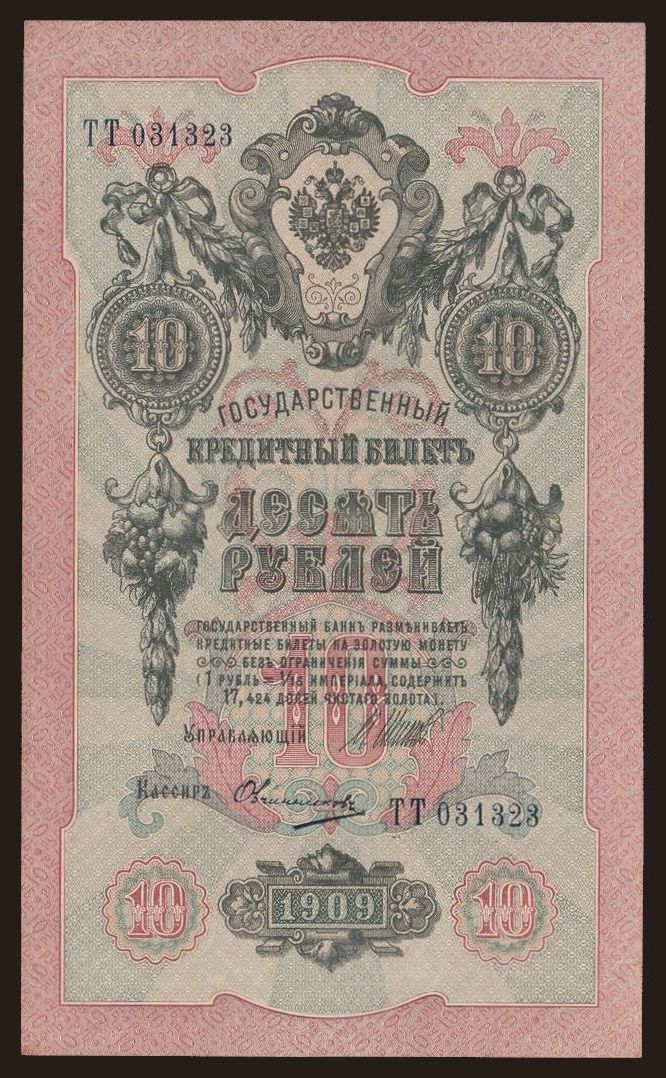 ТТ 031323
10 10
ГОСУДАРСТВЕННЫЙ
КРЕДИТНЫЙ БИЛЕТЪ
ДЕСЯТЬ
РУБЛЕЙ
ГОСУДАРСТВЕННЫЙ БАНКЪ РАЗМѢНИВАЕТЪ
КРЕДИТНЫЕ БИЛЕТЫ НА ЗОЛОТУЮ МОНЕТУ
БЕЗЪ ОГРАНИЧЕНІЯ СУММЫ
(1 РУБЛЬ = 1/15 ИМПЕРІАЛА, СОДЕРЖИТЪ
17,424 ДОЛЕЙ ЧИСТАГО ЗОЛОТА).
10
УПРАВЛЯЮЩІЙ
Кассиръ Овчинниковъ
ТТ 031323
10 1909 10